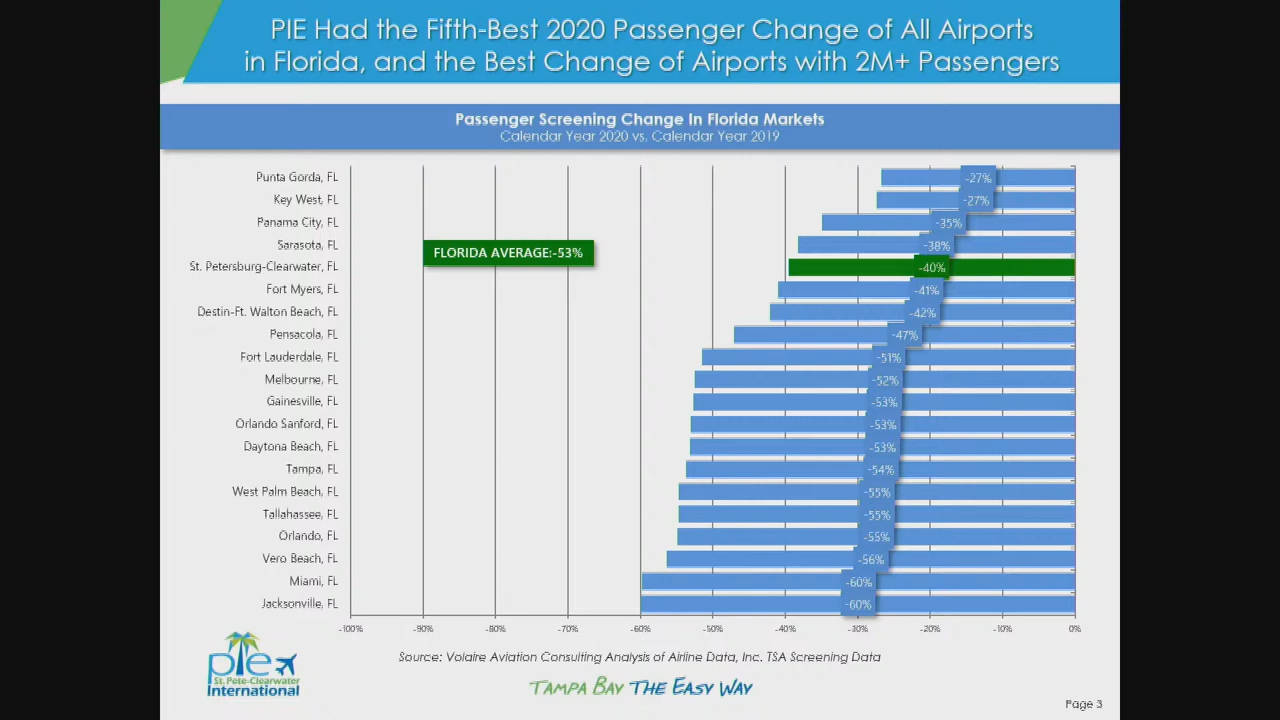 PIE Had the Fifth-Best 2020 Passenger Change of All Airports
in Florida, and the Best Change of Airports with 2M+ Passengers
Passenger Screening Change In Florida Markets
Calendar Year 2020 vs. Calendar Year 2019
Punta Gorda, FL -27%
Key West, FL -27%
Panama City, FL -35%
Sarasota, FL -38%
FLORIDA AVERAGE:-53%
St. Petersburg-Clearwater, FL -40%
Fort Myers, FL -41%
Destin-Ft. Walton Beach, FL -42%
Pensacola, FL -47%
Fort Lauderdale, FL -51%
Melbourne, FL -52%
Gainesville, FL -53%
Orlando Sanford, FL -53%
Daytona Beach, FL -53%
Tampa, FL -54%
West Palm Beach, FL -55%
Tallahassee, FL -55%
Orlando, FL -55%
Vero Beach, FL -56%
Miami, FL -60%
Jacksonville, FL -60%
-100% -90% -80% -70% -60% -50% -40% -30% -20% -10% 0%
Source: Volaire Aviation Consulting Analysis of Airline Data, Inc. TSA Screening Data
pie
St. Pete-Clearwater
International
TAMPA BAY THE EASY WAY
Page 3